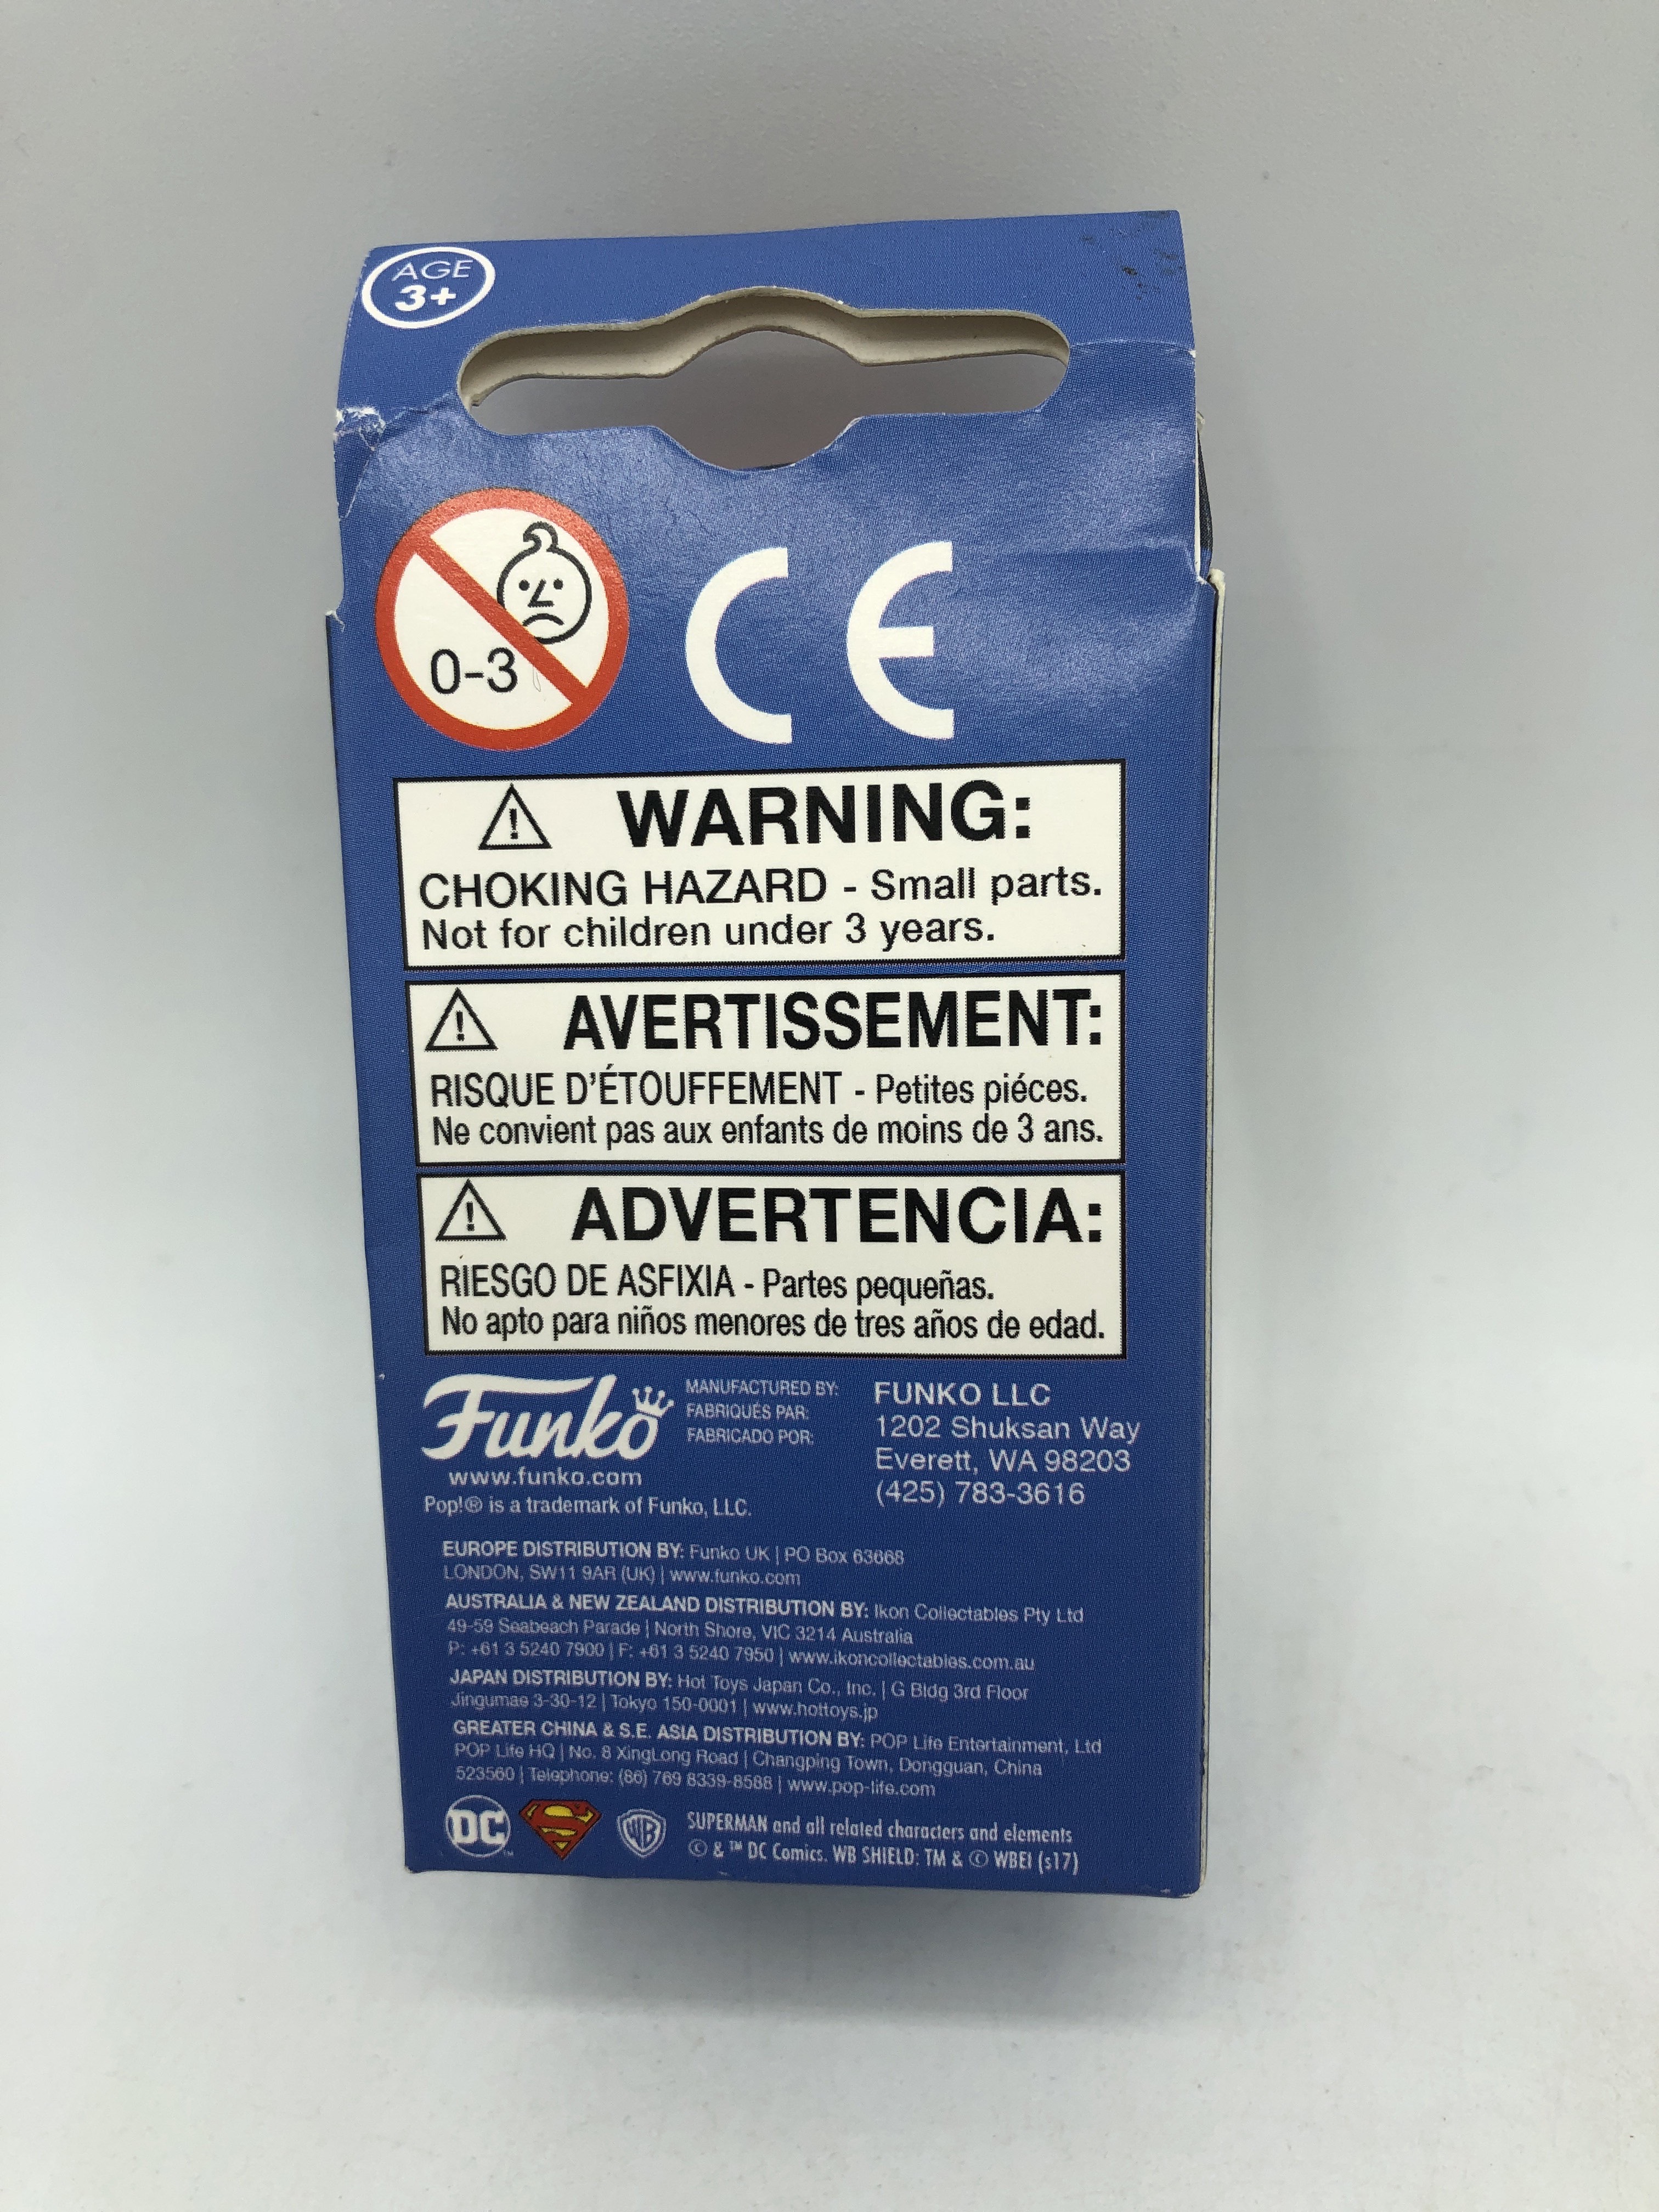 AGE
3+
0-3
CE
WARNING:
CHOKING HAZARD - Small parts.
Not for children under 3 years.
AVERTISSEMENT:
RISQUE D'ÉTOUFFEMENT - Petites piéces.
Ne convient pas aux enfants de moins de 3 ans.
ADVERTENCIA:
RIESGO DE ASFIXIA - Partes pequeñas.
No apto para niños menores de tres años de edad.
Funko
www.funko.com
MANUFACTURED BY:
FABRIQUÉS PAR:
FABRICADO POR:
FUNKO LLC
1202 Shuksan Way
Everett, WA 98203
(425) 783-3616
Pop!® is a trademark of Funko, LLC.
EUROPE DISTRIBUTION BY: Funko UK | PO Box 63668
LONDON, SW11 9AR (UK) | www.funko.com
AUSTRALIA & NEW ZEALAND DISTRIBUTION BY: Ikon Collectables Pty Ltd
49-59 Seabeach Parade | North Shore, VIC 3214 Australia
P: +61 3 5240 7900 | F: +61 3 5240 7950 | www.ikoncollectables.com.au
JAPAN DISTRIBUTION BY: Hot Toys Japan Co., Inc. | G Bldg 3rd Floor
Jingumae 3-30-12 | Tokyo 150-0001 | www.hottoys.jp
GREATER CHINA & S.E. ASIA DISTRIBUTION BY: POP Life Entertainment, Ltd
POP Life HQ | No. 8 XingLong Road | Changping Town, Dongguan, China
523560 | Telephone: (86) 769 8339-8588 | www.pop-life.com
DC™
S
WB
SUPERMAN and all related characters and elements
© & ™ DC Comics. WB SHIELD: TM & © WBEI (s17)